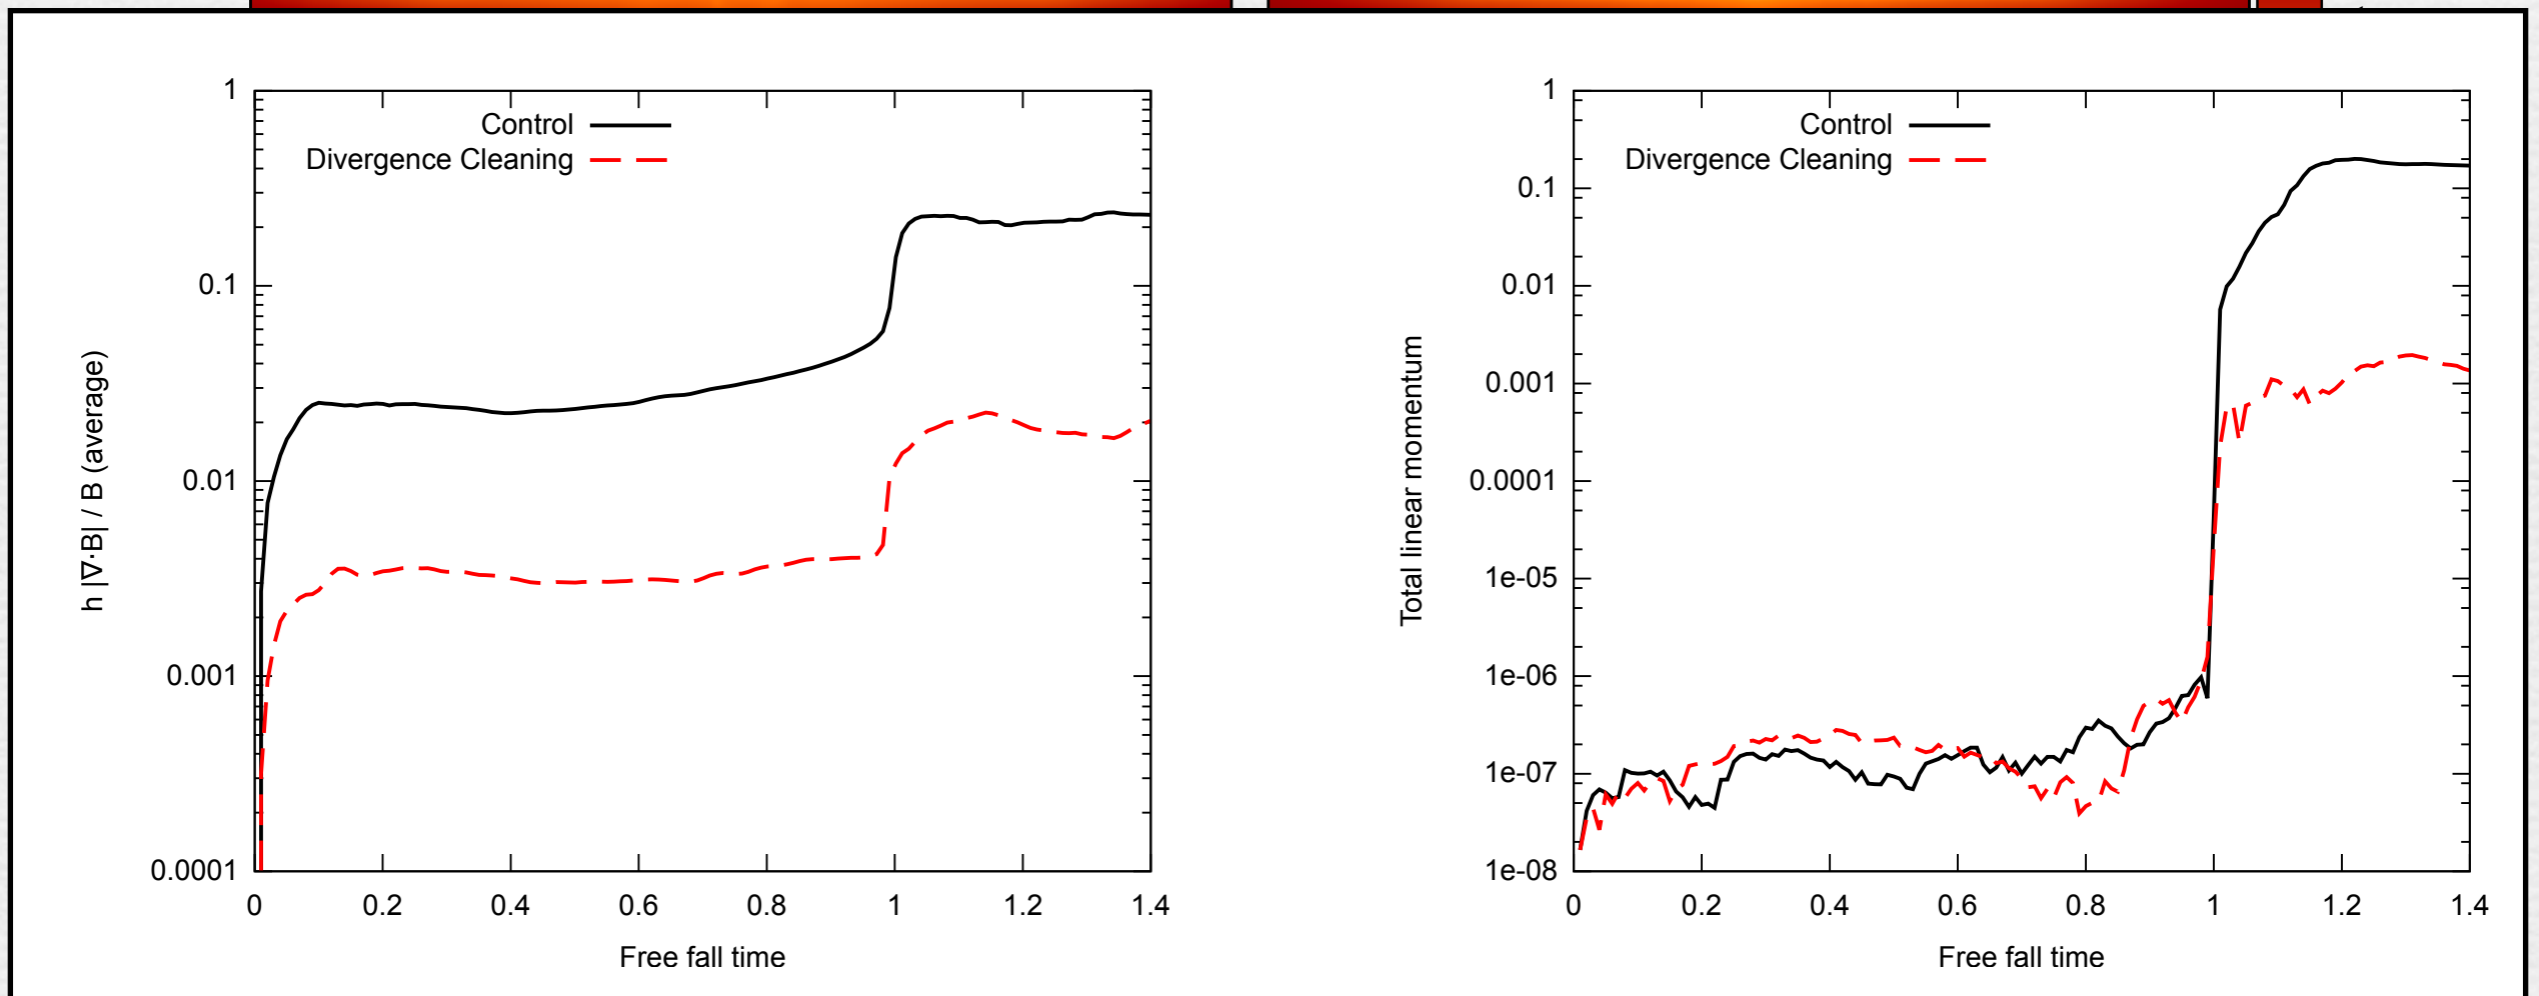 1
0.1
0.01
0.001
0.0001
h |∇·B| / B (average)
Control
Divergence Cleaning
0 0.2 0.4 0.6 0.8 1 1.2 1.4
Free fall time
1
0.1
0.01
0.001
0.0001
1e-05
1e-06
1e-07
1e-08
Total linear momentum
Control
Divergence Cleaning
0 0.2 0.4 0.6 0.8 1 1.2 1.4
Free fall time